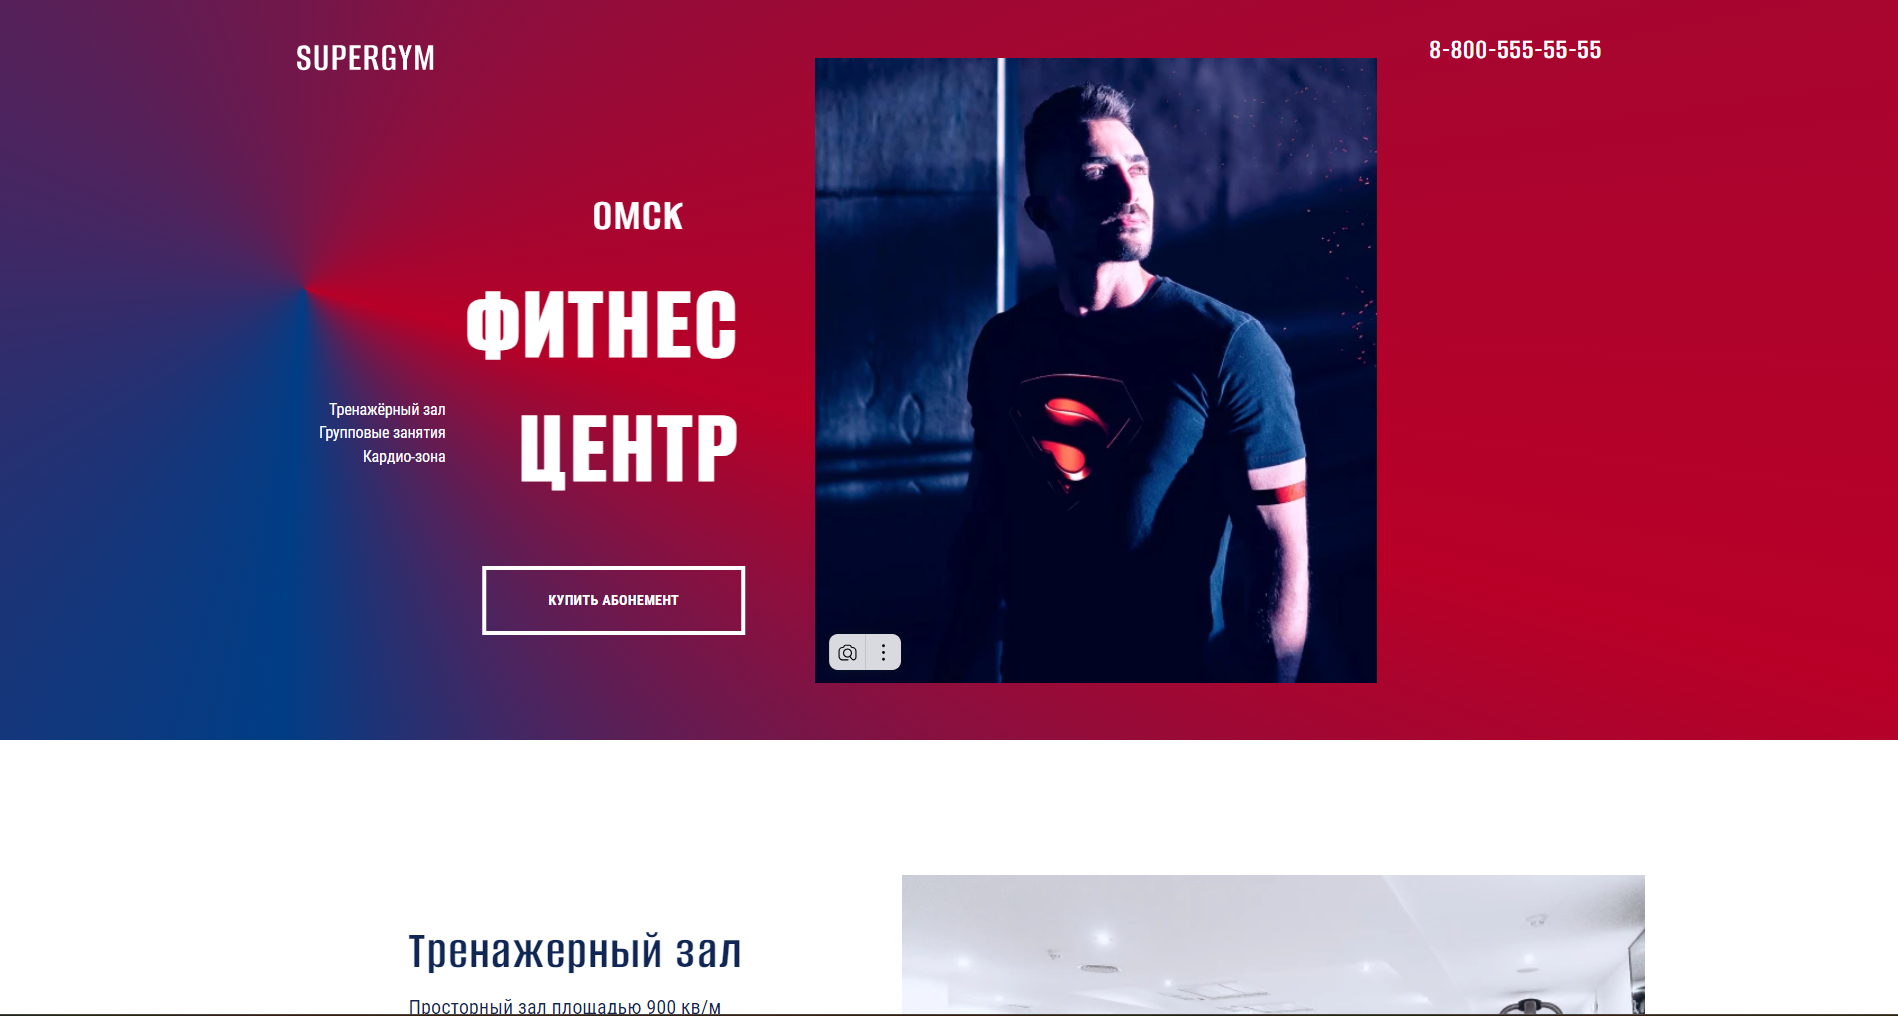 SUPERGYM
8-800-555-55-55
ОМСК
ФИТНЕС
ЦЕНТР
Тренажёрный зал
Групповые занятия
Кардио-зона
КУПИТЬ АБОНЕМЕНТ
Тренажерный зал
Просторный зал площадью 900 кв/м